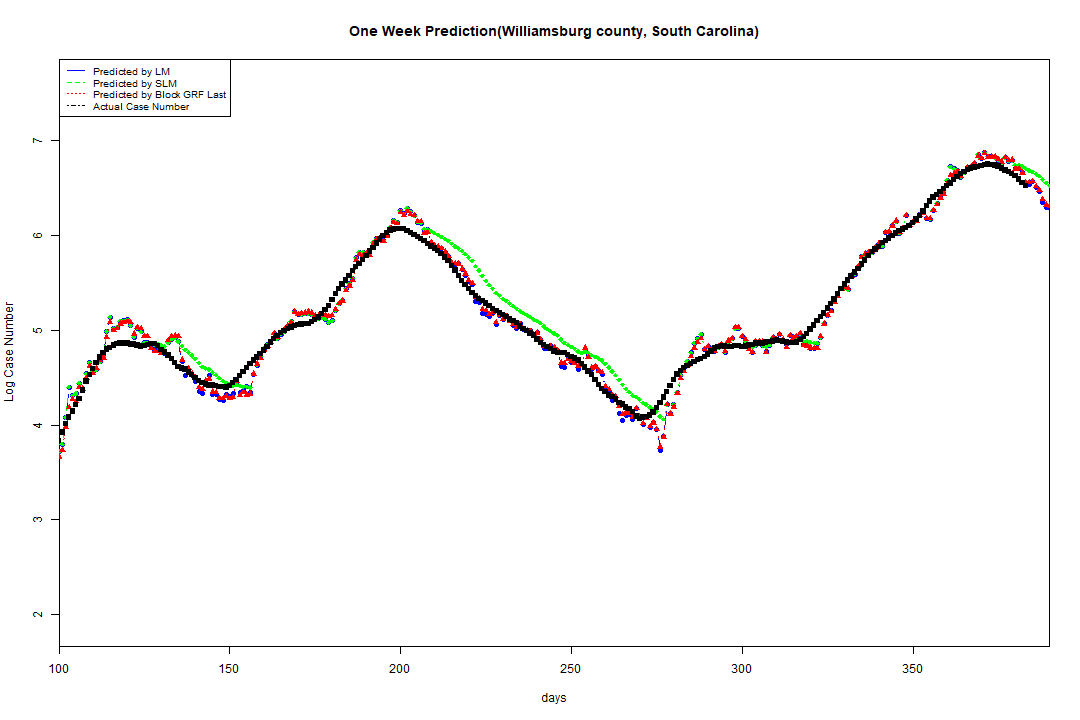 One Week Prediction(Williamsburg county, South Carolina)
Predicted by LM
Predicted by SLM
Predicted by Block GRF Last
Actual Case Number
7
6
5
4
3
2
Log Case Number
100 150 200 250 300 350
days